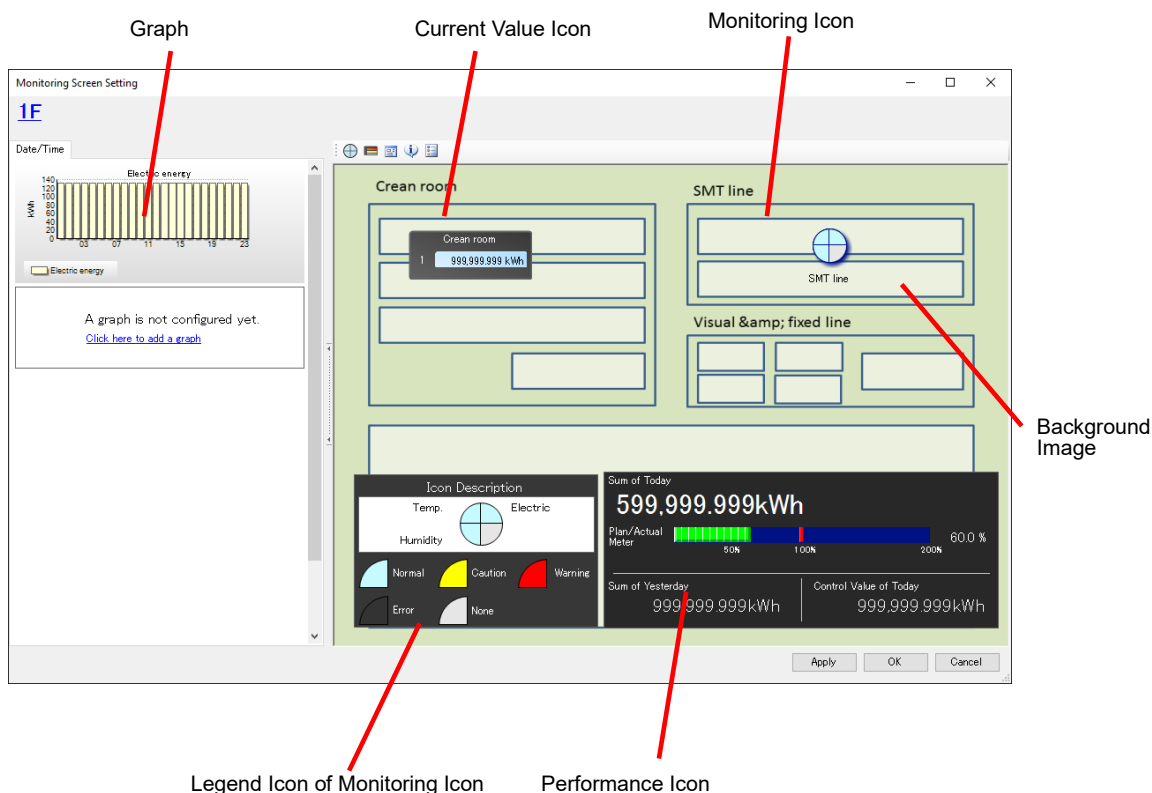 Graph
Current Value Icon
Monitoring Icon
Monitoring Screen Setting
1F
Date/Time
Electric energy
kWh
140
120
100
80
60
40
20
0
03 07 11 15 19 23
Electric energy
A graph is not configured yet.
Click here to add a graph
Crean room
Crean room
1 999,999.999 kWh
SMT line
SMT line
Visual &amp; fixed line
Background
Image
Icon Description
Temp. Electric
Humidity
Normal Caution Warning
Error None
Sum of Today
599,999.999kWh
Plan/Actual
Meter
50% 100% 200%
60.0 %
Sum of Yesterday
999,999.999kWh
Control Value of Today
999,999.999kWh
Apply OK Cancel
Legend Icon of Monitoring Icon
Performance Icon